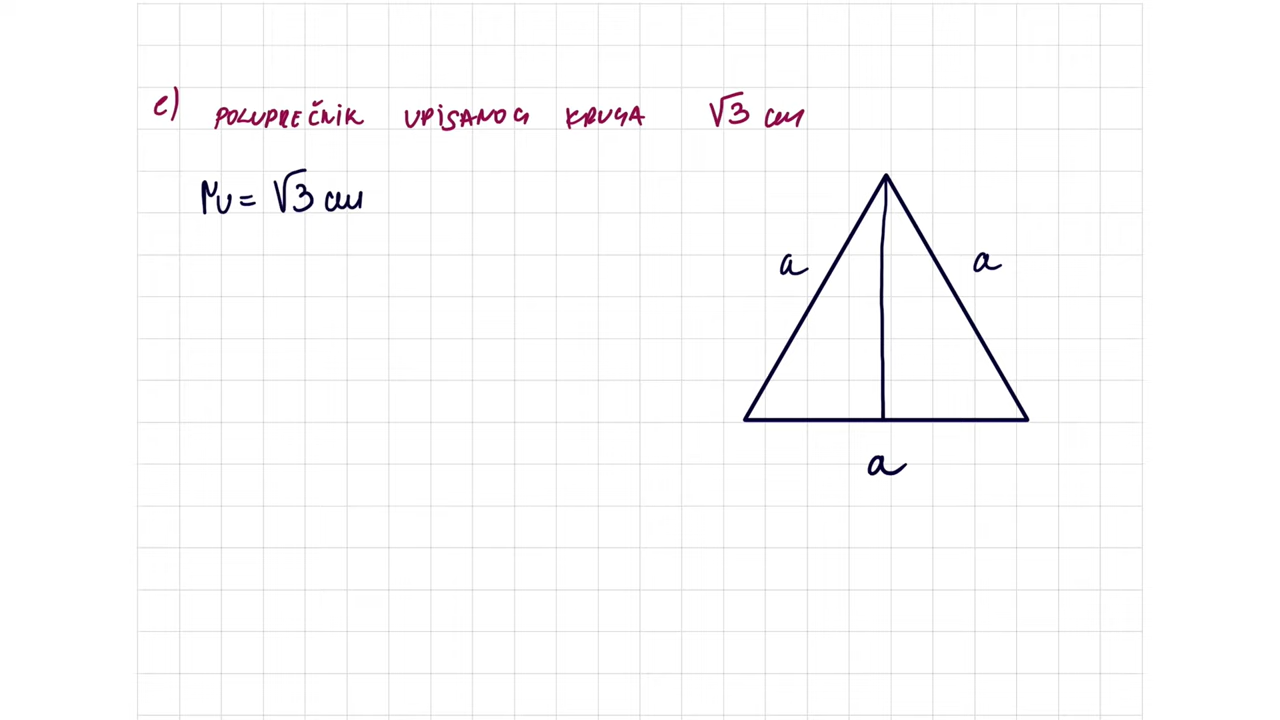 e) POLUPREČNIK UPISANOG KRUGA √3 cm
ru = √3 cm
a a
a